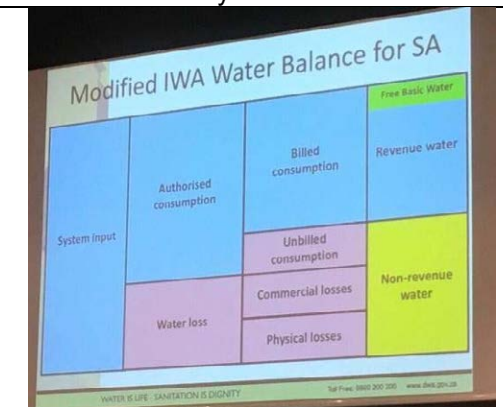 Modified IWA Water Balance for SA
System input
Authorised
consumption
Water loss
Billed
consumption
Unbilled
consumption
Commercial losses
Physical losses
Free Basic Water
Revenue water
Non-revenue
water
WATER IS LIFE - SANITATION IS DIGNITY
Toll Free: 0800 200 200 www.dwa.gov.za